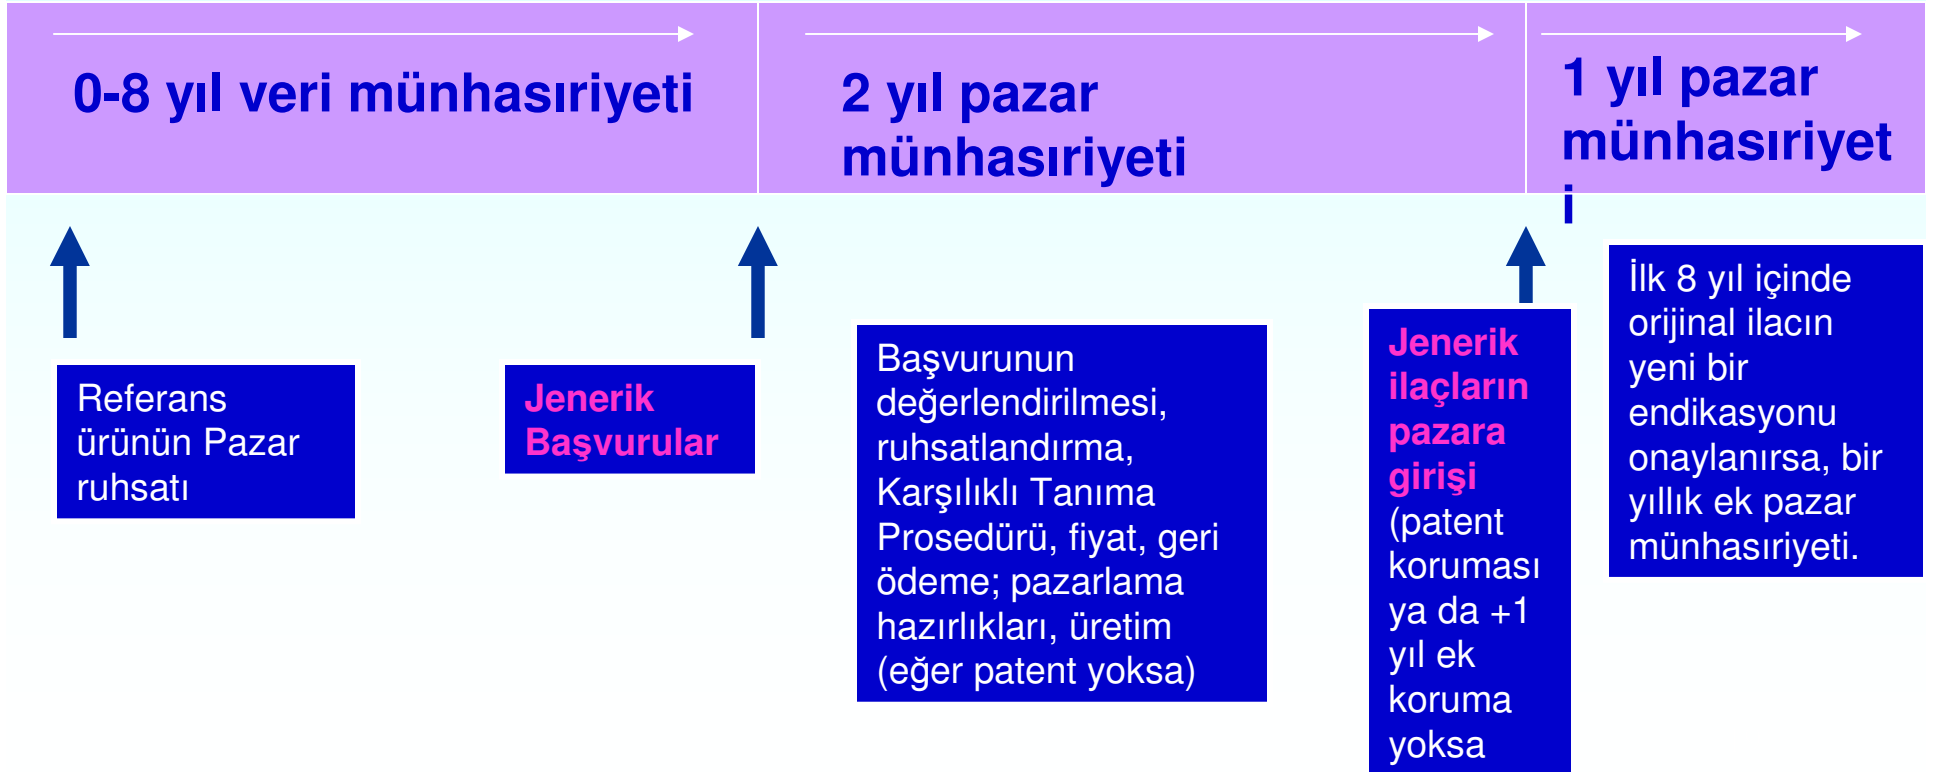 0-8 yıl veri münhasıriyeti
2 yıl pazar
münhasıriyeti
1 yıl pazar
münhasıriyet
i
Referans
ürünün Pazar
ruhsatı
Jenerik
Başvurular
Başvurunun
değerlendirilmesi,
ruhsatlandırma,
Karşılıklı Tanıma
Prosedürü, fiyat, geri
ödeme; pazarlama
hazırlıkları, üretim
(eğer patent yoksa)
Jenerik
ilaçların
pazara
girişi
(patent
koruması
ya da +1
yıl ek
koruma
yoksa
İlk 8 yıl içinde
orijinal ilacın
yeni bir
endikasyonu
onaylanırsa, bir
yıllık ek pazar
münhasıriyeti.